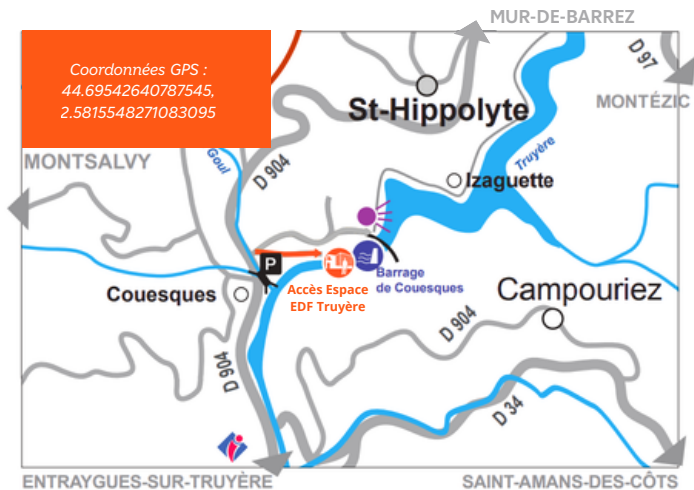 MUR-DE-BARREZ
Coordonnées GPS :
44.69542640787545,
2.5815548271083095
D 97
MONTÉZIC
St-Hippolyte
MONTSALVY
Goul
D 904
Truyère
Izaguette
P
Accès Espace
EDF Truyère
Barrage
de Couesques
Couesques
Campouriez
D 904
D 904
D 34
ENTRAYGUES-SUR-TRUYÈRE
SAINT-AMANS-DES-CÔTS